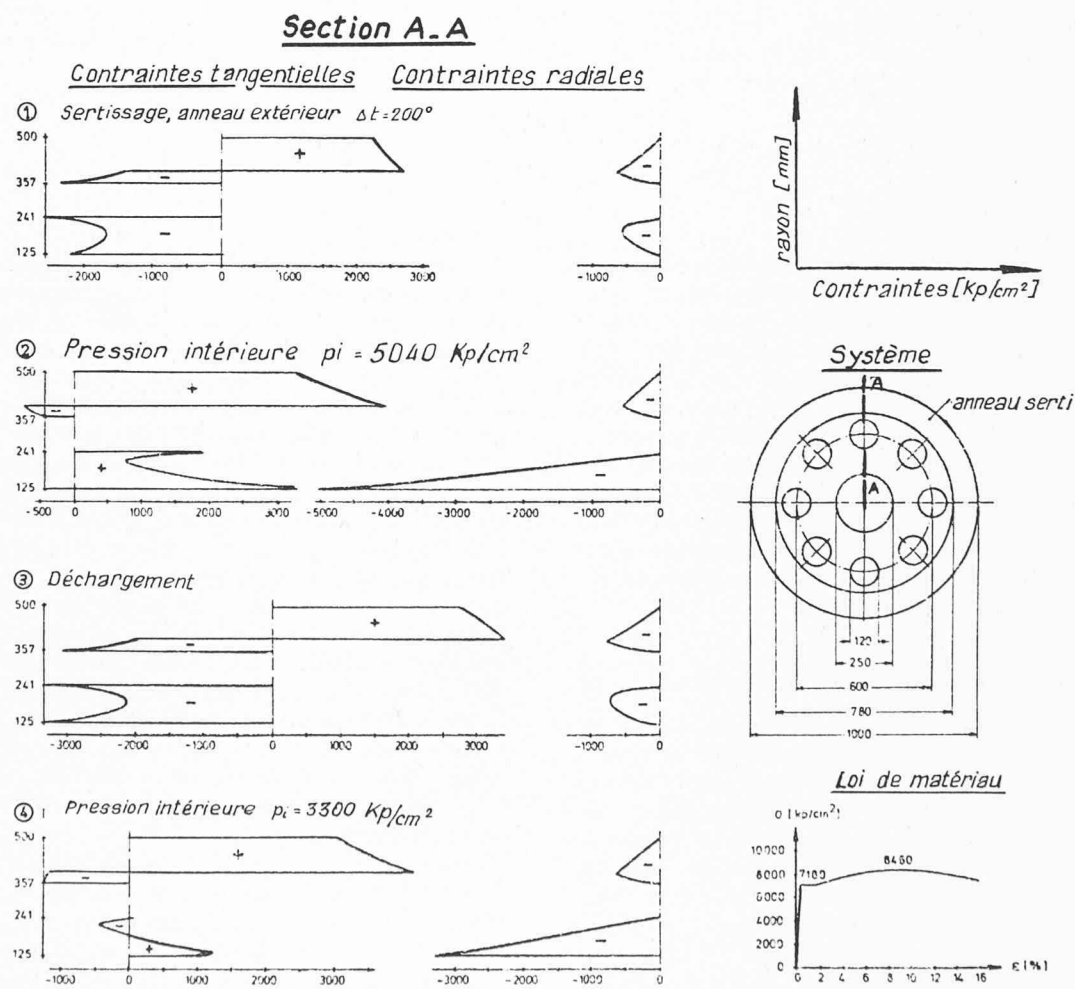 Section A-A
Contraintes tangentielles Contraintes radiales
① Sertissage, anneau extérieur Δt=200°
500
357
241
125
-2000 -1000 0 1000 2000 3000
-1000 0
rayon [mm]
Contraintes [Kp/cm²]
② Pression intérieure pi = 5040 Kp/cm²
500
357
241
125
-500 0 1000 2000 3000
-5000 -4000 -3000 -2000 -1000 0
Système
A
anneau serti
A
120
250
600
780
1000
③ Déchargement
500
357
241
125
-3000 -2000 -1000 0 1000 2000 3000
-1000 0
④ Pression intérieure pi = 3300 Kp/cm²
500
357
241
125
-1000 0 1000 2000 3000
-3000 -2000 -1000 0
Loi de matériau
σ [kp/cm²]
10000
8000
6000
4000
2000
0
7100
8450
0 2 4 6 8 10 12 14 16 ε[%]